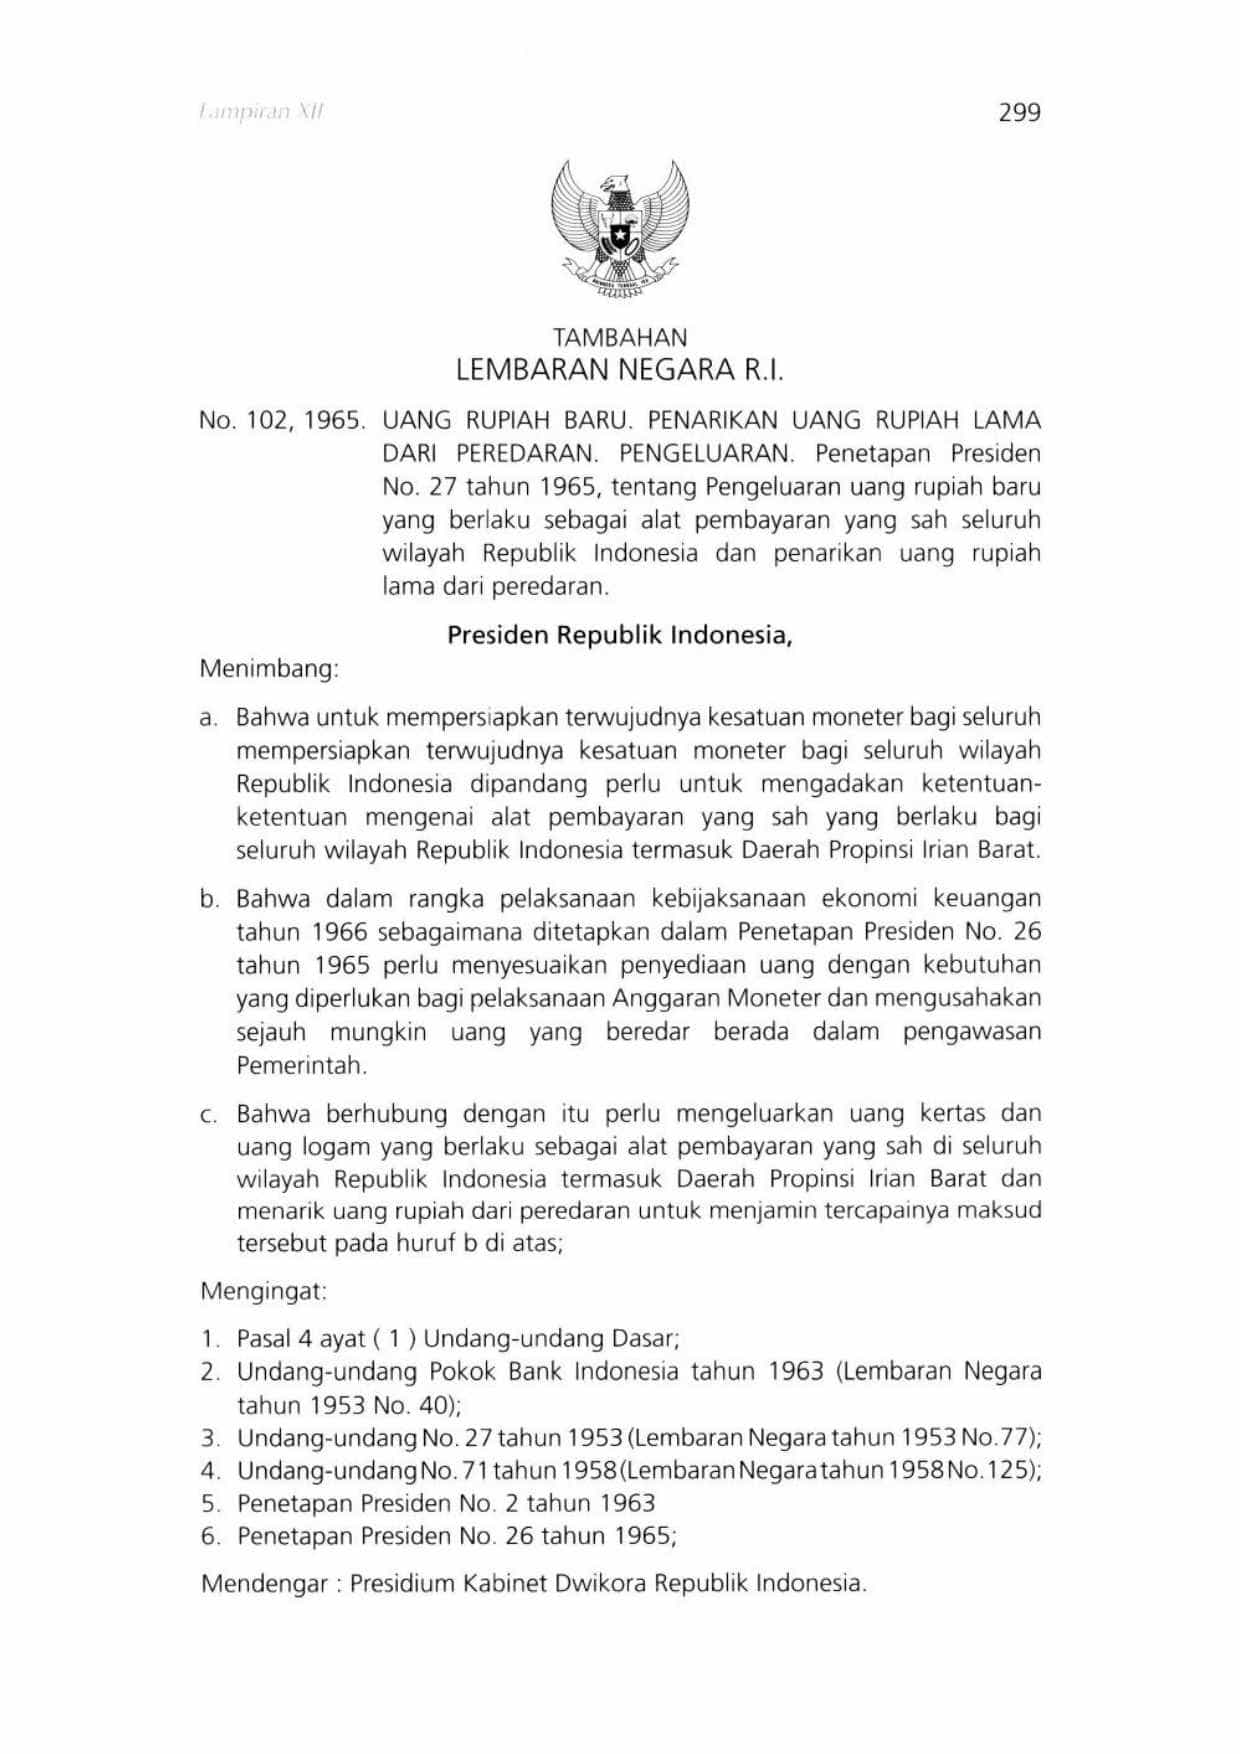 Lampiran XII
299
TAMBAHAN
LEMBARAN NEGARA R.I.
No. 102, 1965. UANG RUPIAH BARU. PENARIKAN UANG RUPIAH LAMA
DARI PEREDARAN. PENGELUARAN. Penetapan Presiden
No. 27 tahun 1965, tentang Pengeluaran uang rupiah baru
yang berlaku sebagai alat pembayaran yang sah seluruh
wilayah Republik Indonesia dan penarikan uang rupiah
lama dari peredaran.
Presiden Republik Indonesia,
Menimbang:
a. Bahwa untuk mempersiapkan terwujudnya kesatuan moneter bagi seluruh
mempersiapkan terwujudnya kesatuan moneter bagi seluruh wilayah
Republik Indonesia dipandang perlu untuk mengadakan ketentuan-
ketentuan mengenai alat pembayaran yang sah yang berlaku bagi
seluruh wilayah Republik Indonesia termasuk Daerah Propinsi Irian Barat.
b. Bahwa dalam rangka pelaksanaan kebijaksanaan ekonomi keuangan
tahun 1966 sebagaimana ditetapkan dalam Penetapan Presiden No. 26
tahun 1965 perlu menyesuaikan penyediaan uang dengan kebutuhan
yang diperlukan bagi pelaksanaan Anggaran Moneter dan mengusahakan
sejauh mungkin uang yang beredar berada dalam pengawasan
Pemerintah.
c. Bahwa berhubung dengan itu perlu mengeluarkan uang kertas dan
uang logam yang berlaku sebagai alat pembayaran yang sah di seluruh
wilayah Republik Indonesia termasuk Daerah Propinsi Irian Barat dan
menarik uang rupiah dari peredaran untuk menjamin tercapainya maksud
tersebut pada huruf b di atas;
Mengingat:
1. Pasal 4 ayat ( 1 ) Undang-undang Dasar;
2. Undang-undang Pokok Bank Indonesia tahun 1963 (Lembaran Negara
tahun 1953 No. 40);
3. Undang-undang No. 27 tahun 1953 (Lembaran Negara tahun 1953 No.77);
4. Undang-undang No. 71 tahun 1958 (Lembaran Negara tahun 1958 No.125);
5. Penetapan Presiden No. 2 tahun 1963
6. Penetapan Presiden No. 26 tahun 1965;
Mendengar : Presidium Kabinet Dwikora Republik Indonesia.